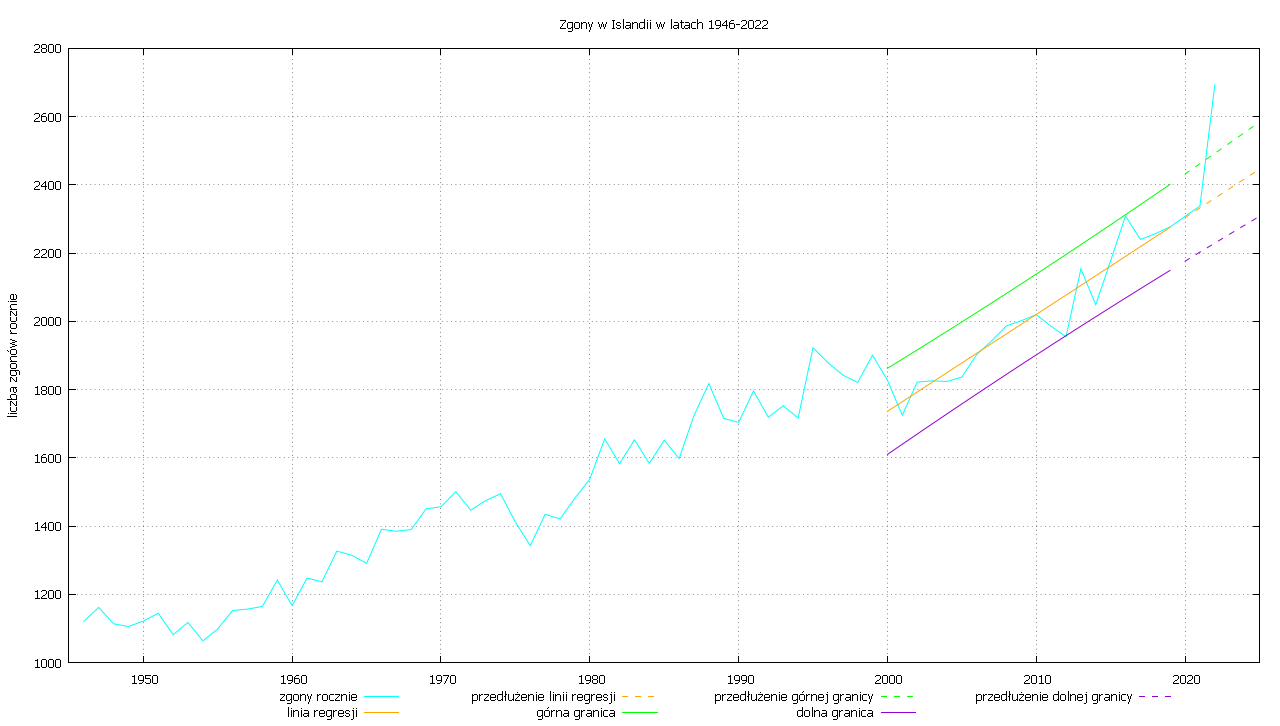 Zgony w Islandii w latach 1946-2022
2800
2600
2400
2200
2000
1800
1600
1400
1200
1000
liczba zgonów rocznie
1950 1960 1970 1980 1990 2000 2010 2020
zgony rocznie przedłużenie linii regresji przedłużenie górnej granicy przedłużenie dolnej granicy
linia regresji górna granica dolna granica